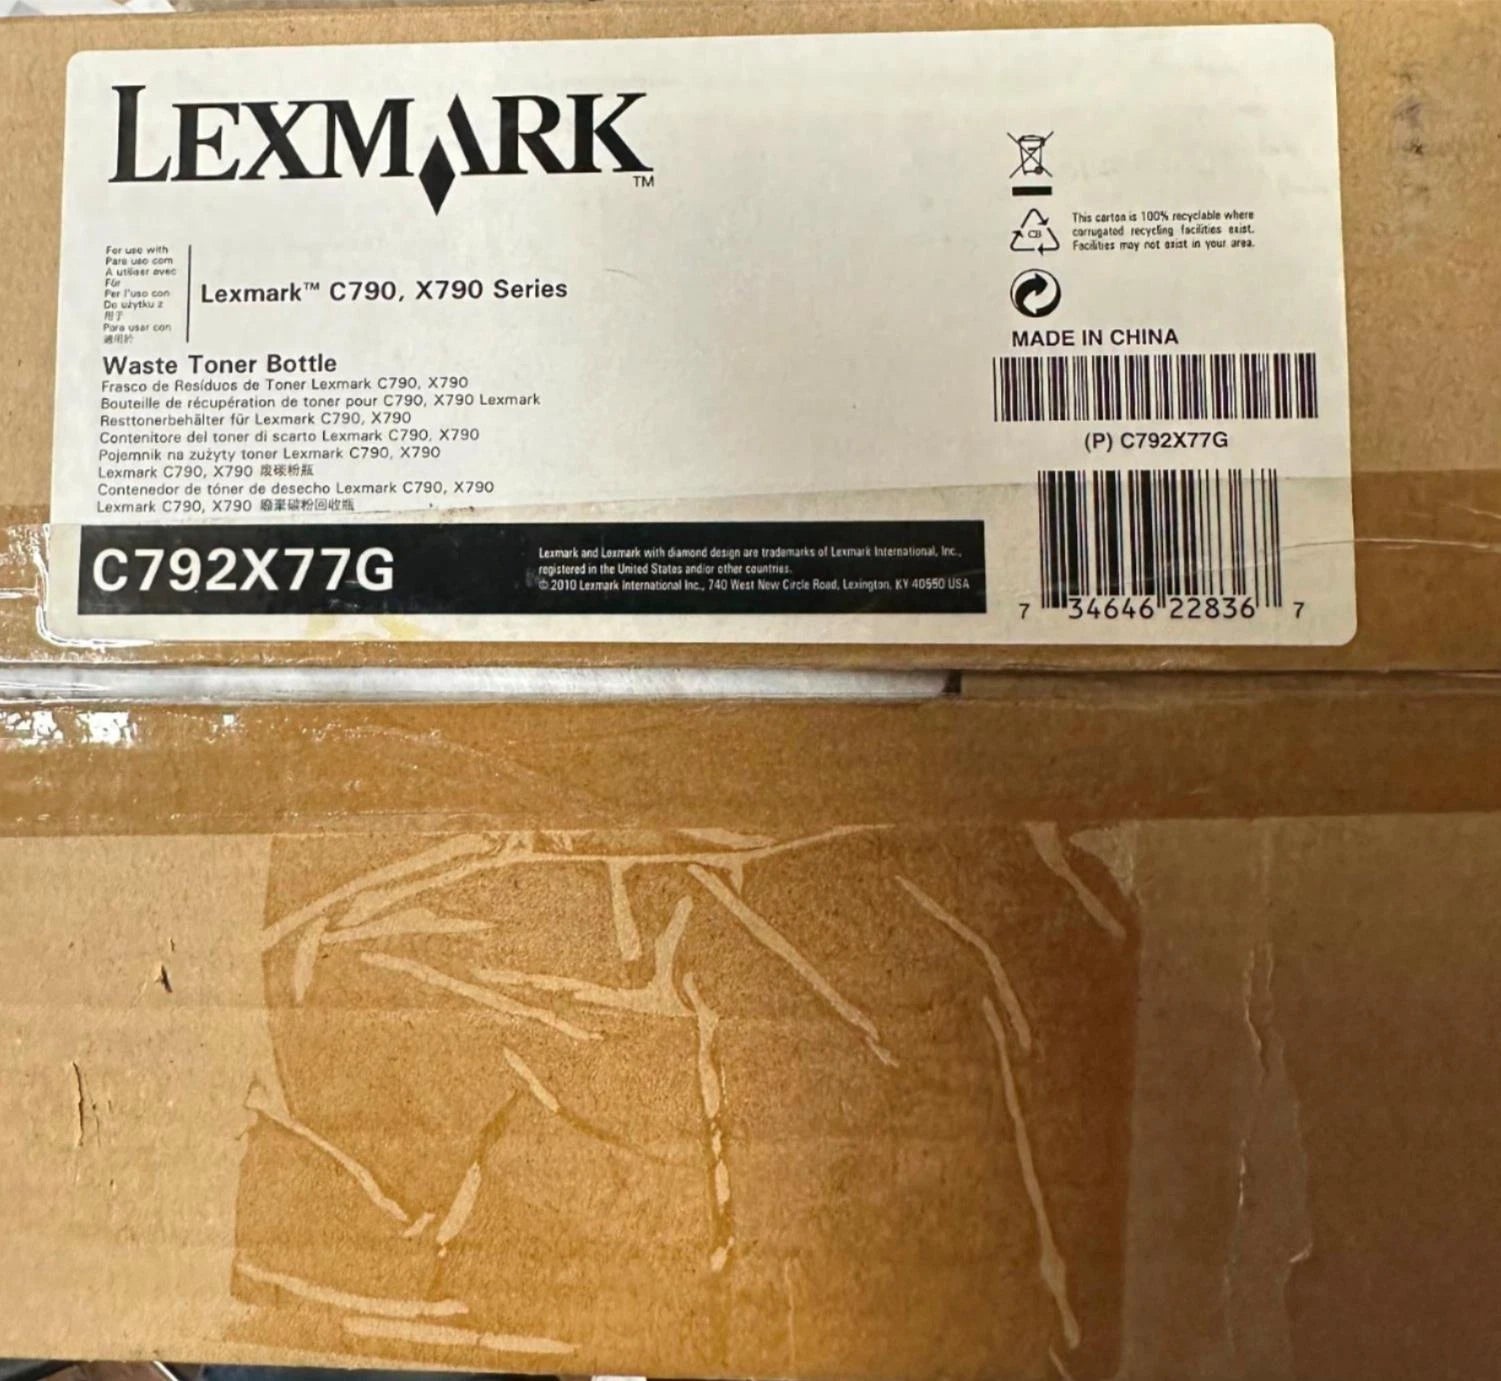 LEXMARK™
For use with
Para uso com
A utiliser avec
Für
Per l'uso con
Do użytku z
用于
Para usar con
適用於
Lexmark™ C790, X790 Series
Waste Toner Bottle
Frasco de Resíduos de Toner Lexmark C790, X790
Bouteille de récupération de toner pour C790, X790 Lexmark
Resttonerbehälter für Lexmark C790, X790
Contenitore del toner di scarto Lexmark C790, X790
Pojemnik na zużyty toner Lexmark C790, X790
Lexmark C790, X790 废碳粉瓶
Contenedor de tóner de desecho Lexmark C790, X790
Lexmark C790, X790 廢棄碳粉回收瓶
C792X77G
Lexmark and Lexmark with diamond design are trademarks of Lexmark International, Inc.,
registered in the United States and/or other countries.
© 2010 Lexmark International Inc., 740 West New Circle Road, Lexington, KY 40550 USA
CB
This carton is 100% recyclable where
corrugated recycling facilities exist.
Facilities may not exist in your area.
MADE IN CHINA
(P) C792X77G
7 34646 22836 7